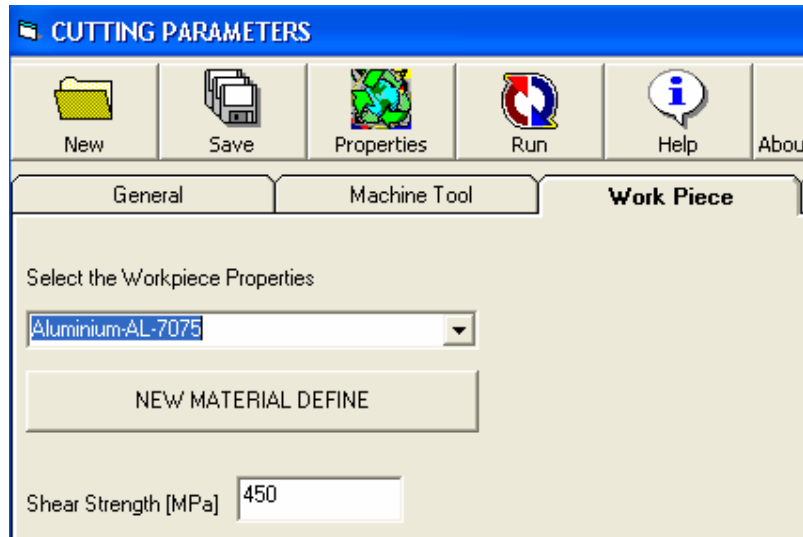 CUTTING PARAMETERS
New Save Properties Run Help Abou
General Machine Tool Work Piece
Select the Workpiece Properties
Aluminium-AL-7075
NEW MATERIAL DEFINE
Shear Strength [MPa] 450